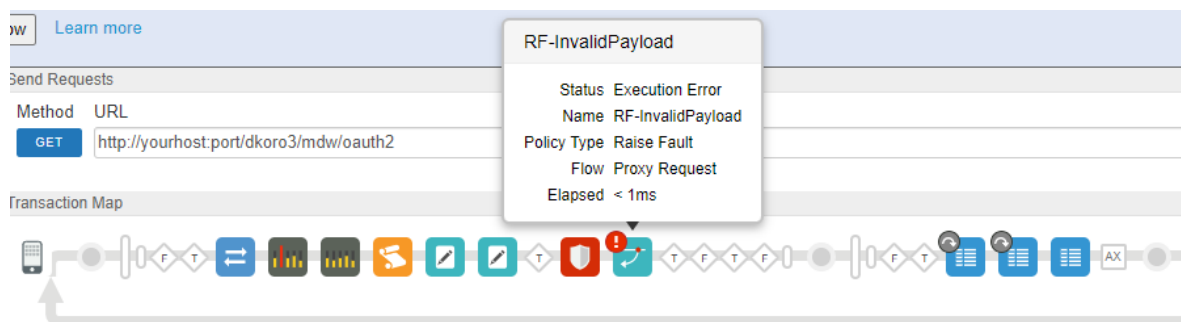 ow Learn more
Send Requests
Method URL
GET http://yourhost:port/dkoro3/mdw/oauth2
RF-InvalidPayload
Status Execution Error
Name RF-InvalidPayload
Policy Type Raise Fault
Flow Proxy Request
Elapsed < 1ms
Transaction Map
F T T T F T F F T AX